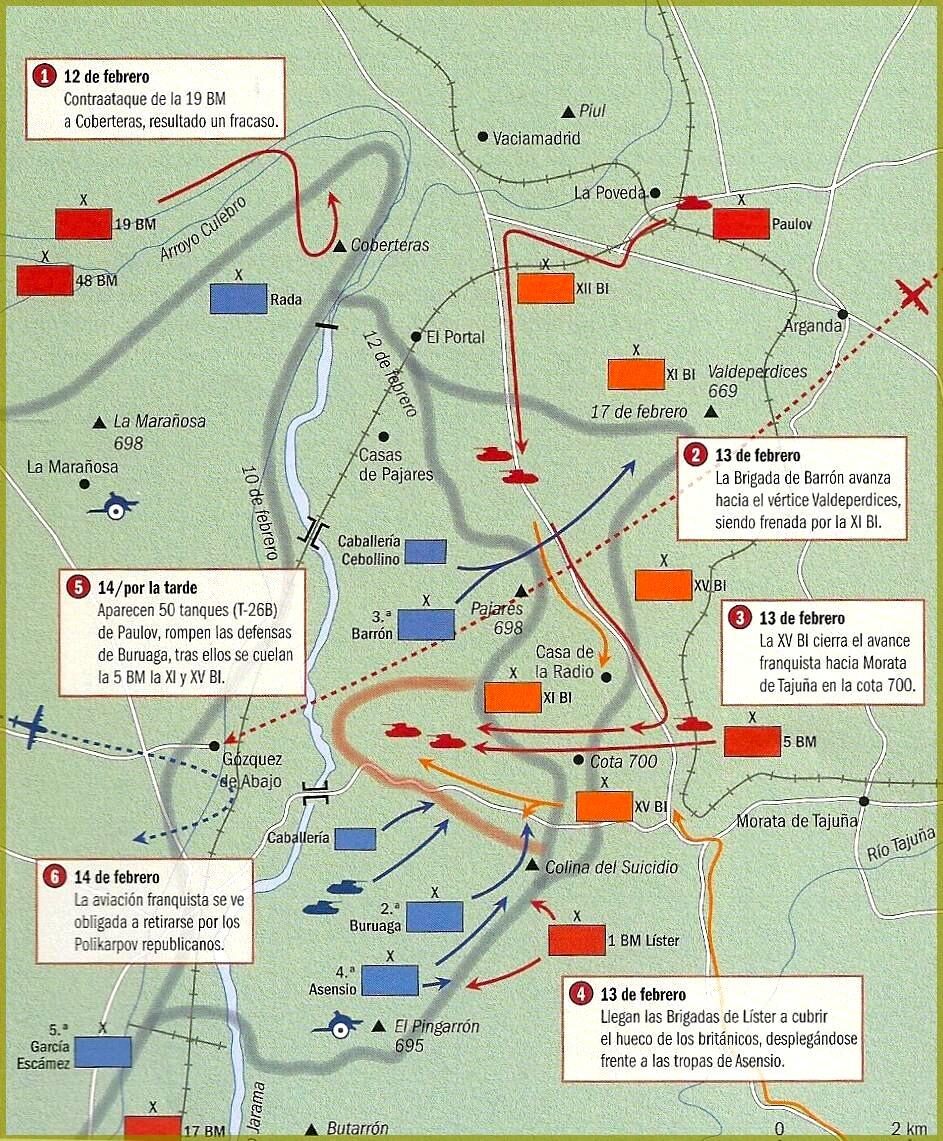 1 12 de febrero
Contraataque de la 19 BM
a Coberteras, resultado un fracaso.
Piul
Vaciamadrid
La Poveda
X
19 BM
Arroyo Culebro
X
48 BM
Coberteras
X
Rada
X
Paulov
X
XII BI
Arganda
El Portal
12 de febrero
X
XI BI
Valdeperdices
669
17 de febrero
La Marañosa
698
La Marañosa
Casas
de Pajares
10 de febrero
2 13 de febrero
La Brigada de Barrón avanza
hacia el vértice Valdeperdices,
siendo frenada por la XI BI.
Caballería
Cebollino
X
3.ª
Barrón
Pajares
698
X
XV BI
5 14/por la tarde
Aparecen 50 tanques (T-26B)
de Paulov, rompen las defensas
de Buruaga, tras ellos se cuelan
la 5 BM la XI y XV BI.
3 13 de febrero
La XV BI cierra el avance
franquista hacia Morata
de Tajuña en la cota 700.
Casa de
la Radio
X
XI BI
X
5 BM
Gózquez
de Abajo
Cota 700
X
XV BI
Morata de Tajuña
Río Tajuña
Caballería
Colina del Suicidio
6 14 de febrero
La aviación franquista se ve
obligada a retirarse por los
Polikarpov republicanos.
X
2.ª
Buruaga
X
1 BM Líster
X
4.ª
Asensio
4 13 de febrero
Llegan las Brigadas de Líster a cubrir
el hueco de los británicos, desplegándose
frente a las tropas de Asensio.
El Pingarrón
695
X
5.ª
García
Escámez
X
17 BM
Jarama
Butarrón
0 2 km